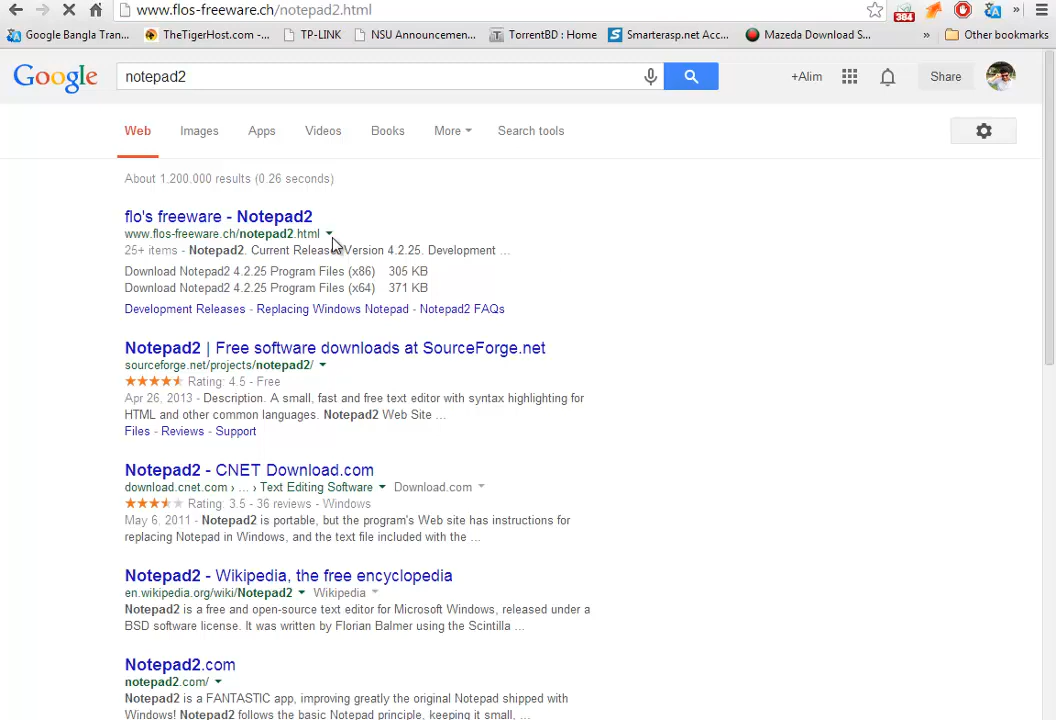 www.flos-freeware.ch/notepad2.html
384
Google Bangla Tran... TheTigerHost.com -... TP-LINK NSU Announcemen... TorrentBD : Home Smarterasp.net Acc... Mazeda Download S... » Other bookmarks
Google notepad2 +Alim Share
Web Images Apps Videos Books More Search tools
About 1,200,000 results (0.26 seconds)
flo's freeware - Notepad2
www.flos-freeware.ch/notepad2.html
25+ items - Notepad2. Current Release Version 4.2.25. Development ...
Download Notepad2 4.2.25 Program Files (x86) 305 KB
Download Notepad2 4.2.25 Program Files (x64) 371 KB
Development Releases - Replacing Windows Notepad - Notepad2 FAQs
Notepad2 | Free software downloads at SourceForge.net
sourceforge.net/projects/notepad2/
Rating: 4.5 - Free
Apr 26, 2013 - Description. A small, fast and free text editor with syntax highlighting for
HTML and other common languages. Notepad2 Web Site ...
Files - Reviews - Support
Notepad2 - CNET Download.com
download.cnet.com › ... › Text Editing Software Download.com
Rating: 3.5 - 36 reviews - Windows
May 6, 2011 - Notepad2 is portable, but the program's Web site has instructions for
replacing Notepad in Windows, and the text file included with the ...
Notepad2 - Wikipedia, the free encyclopedia
en.wikipedia.org/wiki/Notepad2 Wikipedia
Notepad2 is a free and open-source text editor for Microsoft Windows, released under a
BSD software license. It was written by Florian Balmer using the Scintilla ...
Notepad2.com
notepad2.com/
Notepad2 is a FANTASTIC app, improving greatly the original Notepad shipped with
Windows! Notepad2 follows the basic Notepad principle, keeping it small, ...